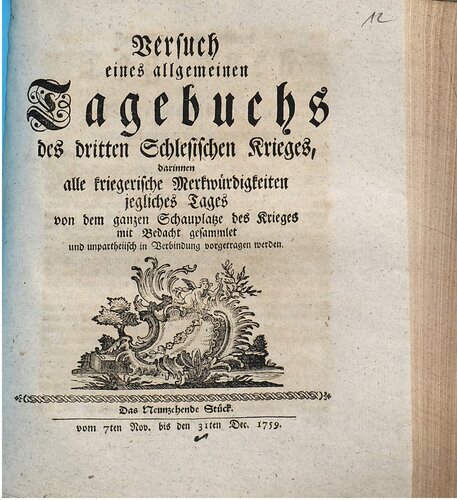 12
Versuch
eines allgemeinen
Tagebuchs
des dritten Schlesischen Krieges,
darinnen
alle kriegerische Merkwürdigkeiten
jegliches Tages
von dem ganzen Schauplatze des Krieges
mit Bedacht gesammlet
und unpartheiisch in Verbindung vorgetragen werden.
Das Neunzehende Stück.
vom 7ten Nov. bis den 31ten Dec. 1759.